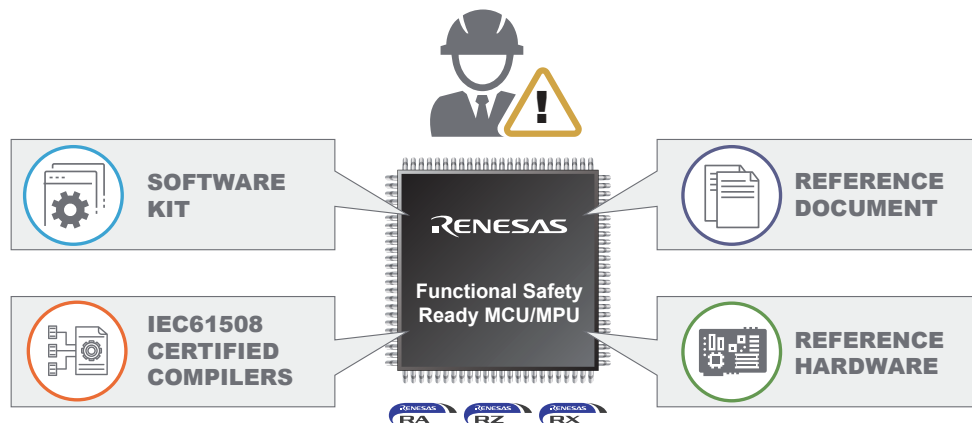 !
SOFTWARE
KIT
REFERENCE
DOCUMENT
RENESAS
Functional Safety
Ready MCU/MPU
IEC61508
CERTIFIED
COMPILERS
REFERENCE
HARDWARE
RENESAS
RA
RENESAS
RZ
RENESAS
RX